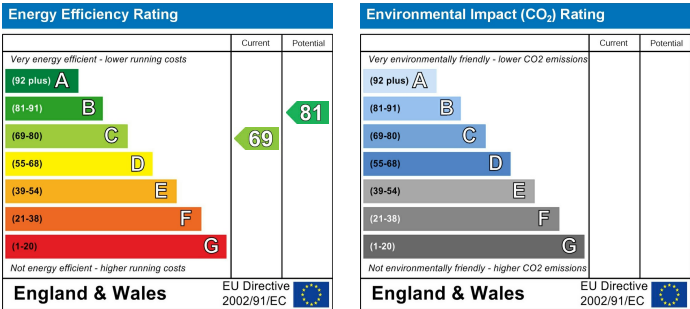 Energy Efficiency Rating
Current Potential
Very energy efficient - lower running costs
(92 plus) A
(81-91) B
81
(69-80) C
69
(55-68) D
(39-54) E
(21-38) F
(1-20) G
Not energy efficient - higher running costs
England & Wales
EU Directive
2002/91/EC
Environmental Impact (CO₂) Rating
Current Potential
Very environmentally friendly - lower CO2 emissions
(92 plus) A
(81-91) B
(69-80) C
(55-68) D
(39-54) E
(21-38) F
(1-20) G
Not environmentally friendly - higher CO2 emissions
England & Wales
EU Directive
2002/91/EC